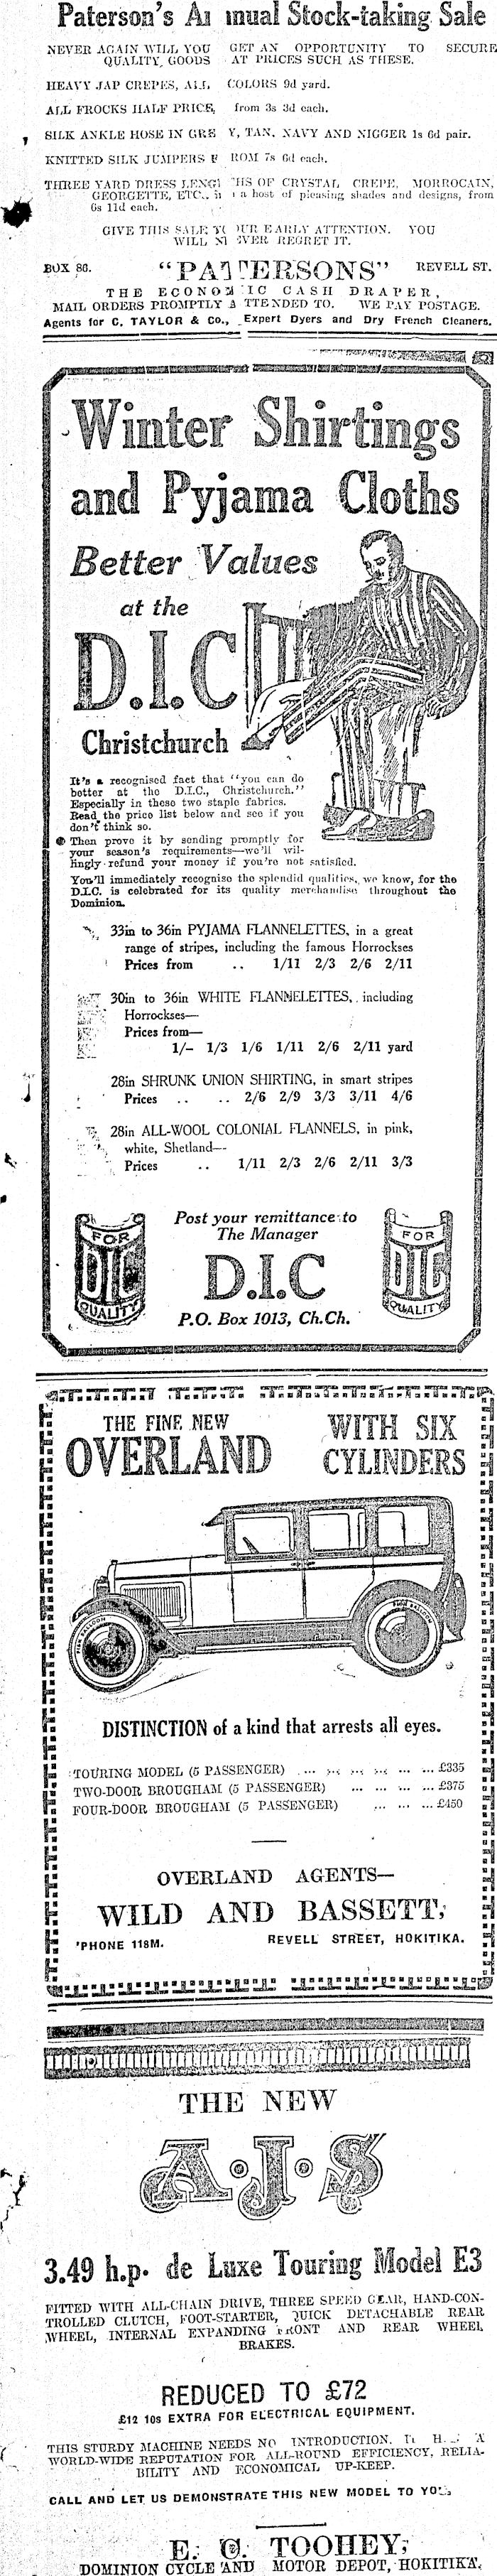 Paterson's Annual Stock-taking Sale
NEVER AGAIN WILL YOU GET AN OPPORTUNITY TO SECURE
QUALITY GOODS AT PRICES SUCH AS THESE.
HEAVY JAP CREPES, ALL COLORS 9d yard.
ALL FROCKS HALF PRICE, from 3s 3d each.
SILK ANKLE HOSE IN GREY, TAN, NAVY AND NIGGER 1s 6d pair.
KNITTED SILK JUMPERS FROM 7s 6d each.
THREE YARD DRESS LENGTHS OF CRYSTAL CREPE, MORROCAIN,
GEORGETTE, ETC., in a host of pleasing shades and designs, from
6s 11d each.
GIVE THIS SALE YOUR EARLY ATTENTION. YOU
WILL NEVER REGRET IT.
BOX 86. "PATTERSONS" REVELL ST.
THE ECONOMIC CASH DRAPER,
MAIL ORDERS PROMPTLY ATTENDED TO. WE PAY POSTAGE.
Agents for C. TAYLOR & Co., Expert Dyers and Dry French Cleaners.
Winter Shirtings
and Pyjama Cloths
Better Values
at the
D.I.C
Christchurch
It's a recognised fact that "you can do
better at the D.I.C., Christchurch."
Especially in these two staple fabrics.
Read the price list below and see if you
don't think so.
Then prove it by sending promptly for
your season's requirements—we'll wil-
lingly refund your money if you're not satisfied.
You'll immediately recognise the splendid qualities, we know, for the
D.I.C. is celebrated for its quality merchandise throughout the
Dominion.
33in to 36in PYJAMA FLANNELETTES, in a great
range of stripes, including the famous Horrockses
Prices from .. 1/11 2/3 2/6 2/11
30in to 36in WHITE FLANNELETTES, including
Horrockses—
Prices from—
1/- 1/3 1/6 1/11 2/6 2/11 yard
28in SHRUNK UNION SHIRTING, in smart stripes
Prices .. .. 2/6 2/9 3/3 3/11 4/6
28in ALL-WOOL COLONIAL FLANNELS, in pink,
white, Shetland—
Prices .. 1/11 2/3 2/6 2/11 3/3
FOR
DIC
QUALITY
Post your remittance to
The Manager
D.I.C
P.O. Box 1013, Ch.Ch.
FOR
DIC
QUALITY
THE FINE NEW
OVERLAND
WITH SIX
CYLINDERS
DISTINCTION of a kind that arrests all eyes.
TOURING MODEL (5 PASSENGER) ... ... ... ... ... ... £335
TWO-DOOR BROUGHAM (5 PASSENGER) ... ... ... ... ... £375
FOUR-DOOR BROUGHAM (5 PASSENGER) ... ... ... ... £450
OVERLAND AGENTS—
WILD AND BASSETT,
'PHONE 118M. REVELL STREET, HOKITIKA.
THE NEW
A.J.S
3.49 h.p. de Luxe Touring Model E3
FITTED WITH ALL-CHAIN DRIVE, THREE SPEED GEAR, HAND-CON-
TROLLED CLUTCH, FOOT-STARTER, QUICK DETACHABLE REAR
WHEEL, INTERNAL EXPANDING FRONT AND REAR WHEEL
BRAKES.
REDUCED TO £72
£12 10s EXTRA FOR ELECTRICAL EQUIPMENT.
THIS STURDY MACHINE NEEDS NO INTRODUCTION. A
WORLD-WIDE REPUTATION FOR ALL-ROUND EFFICIENCY, RELIA-
BILITY AND ECONOMICAL UP-KEEP.
CALL AND LET US DEMONSTRATE THIS NEW MODEL TO YOU.
E. C. TOOHEY,
DOMINION CYCLE AND MOTOR DEPOT, HOKITIKA.